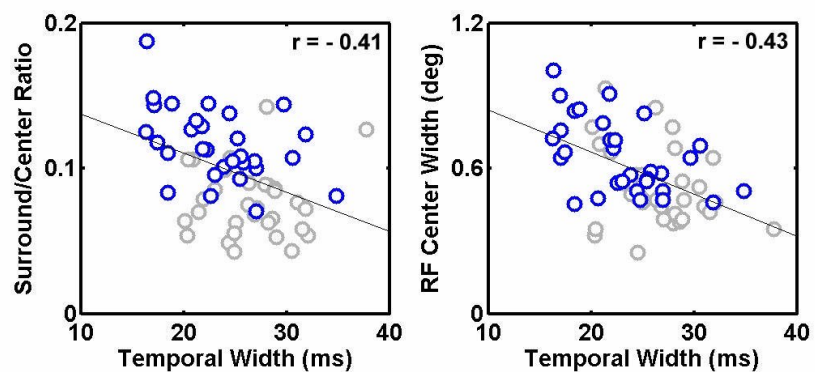 0.2
r = - 0.41
Surround/Center Ratio
0.1
0
10
20
30
40
Temporal Width (ms)
1.2
r = - 0.43
RF Center Width (deg)
0.6
0
10
20
30
40
Temporal Width (ms)